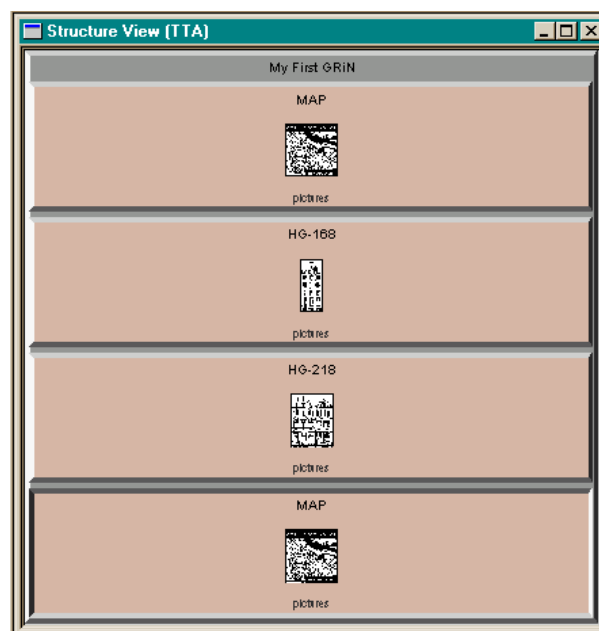 Structure View (TTA)
My First GRiN
MAP
pictures
HG-168
pictures
HG-218
pictures
MAP
pictures